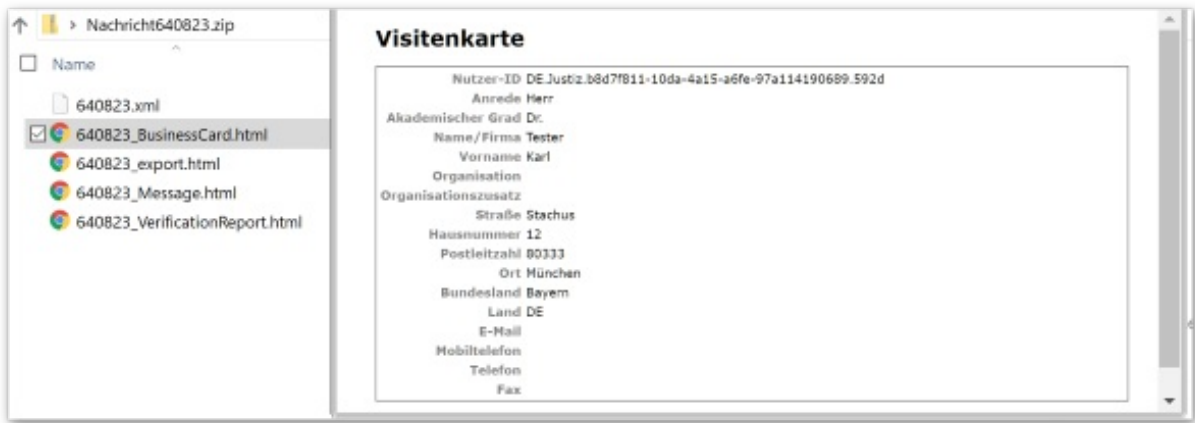 Nachricht640823.zip
Name
640823.xml
640823_BusinessCard.html
640823_export.html
640823_Message.html
640823_VerificationReport.html
Visitenkarte
Nutzer-ID DE.Justiz.b8d7f811-10da-4a15-a6fe-97a114190689.592d
Anrede Herr
Akademischer Grad Dr.
Name/Firma Tester
Vorname Karl
Organisation
Organisationszusatz
Straße Stachus
Hausnummer 12
Postleitzahl 80333
Ort München
Bundesland Bayern
Land DE
E-Mail
Mobiltelefon
Telefon
Fax